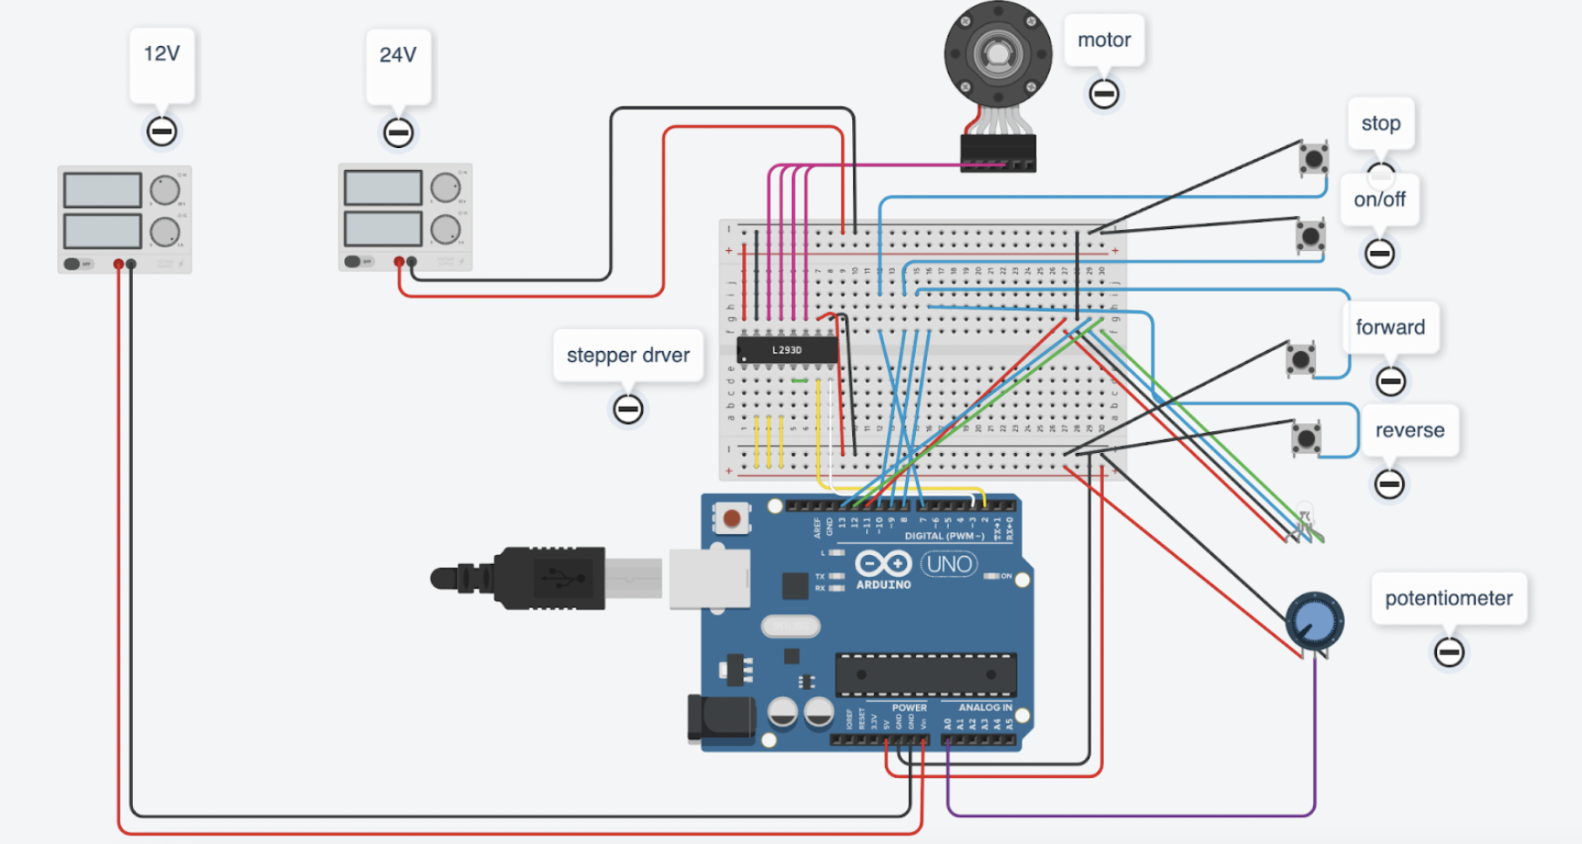 12V
24V
motor
stop
on/off
forward
reverse
stepper drver
L293D
potentiometer
AREF
GND
13
12
~11
~10
~9
8
7
~6
~5
4
~3
2
TX→1
RX←0
DIGITAL (PWM~)
L
TX
RX
ARDUINO
UNO
ON
POWER
ANALOG IN
IOREF
RESET
3.3V
5V
GND
GND
Vin
A0
A1
A2
A3
A4
A5